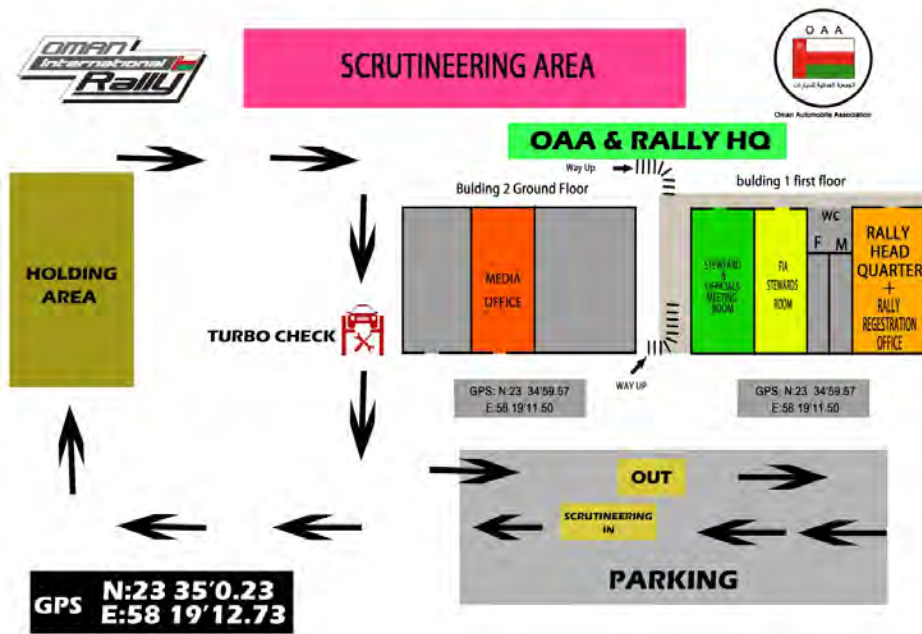 OMAN
International
Rally
SCRUTINEERING AREA
O A A
الجمعية العمانية للسيارات
Oman Automobile Association
OAA & RALLY HQ
Way Up
Bulding 2 Ground Floor
bulding 1 first floor
HOLDING
AREA
MEDIA
OFFICE
STEWARD
&
OFFICIALS
MEETING
ROOM
FIA
STEWARDS
ROOM
WC
F M
RALLY
HEAD
QUARTER
+
RALLY
REGESTRATION
OFFICE
TURBO CHECK
WAY UP
GPS: N:23 34'59.57
E:58 19'11.50
GPS: N:23 34'59.57
E:58 19'11.50
OUT
SCRUTINEERING
IN
PARKING
GPS N:23 35'0.23
E:58 19'12.73